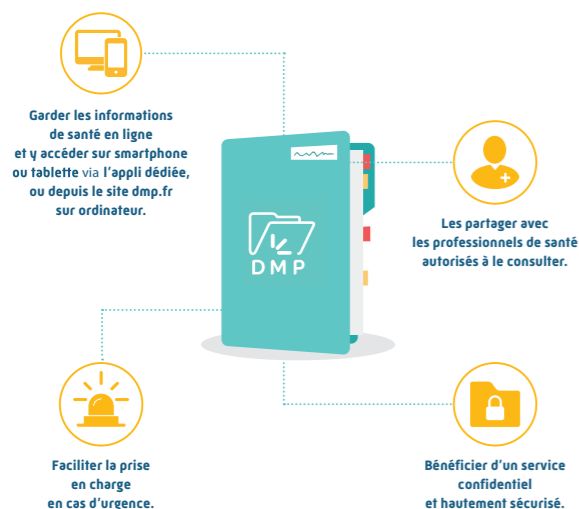 Garder les informations
de santé en ligne
et y accéder sur smartphone
ou tablette via l'appli dédiée,
ou depuis le site dmp.fr
sur ordinateur.
DMP
Les partager avec
les professionnels de santé
autorisés à le consulter.
Faciliter la prise
en charge
en cas d'urgence.
Bénéficier d'un service
confidentiel
et hautement sécurisé.